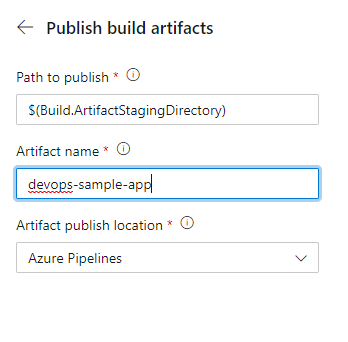 Publish build artifacts
Path to publish *
$(Build.ArtifactStagingDirectory)
Artifact name *
devops-sample-app
Artifact publish location *
Azure Pipelines